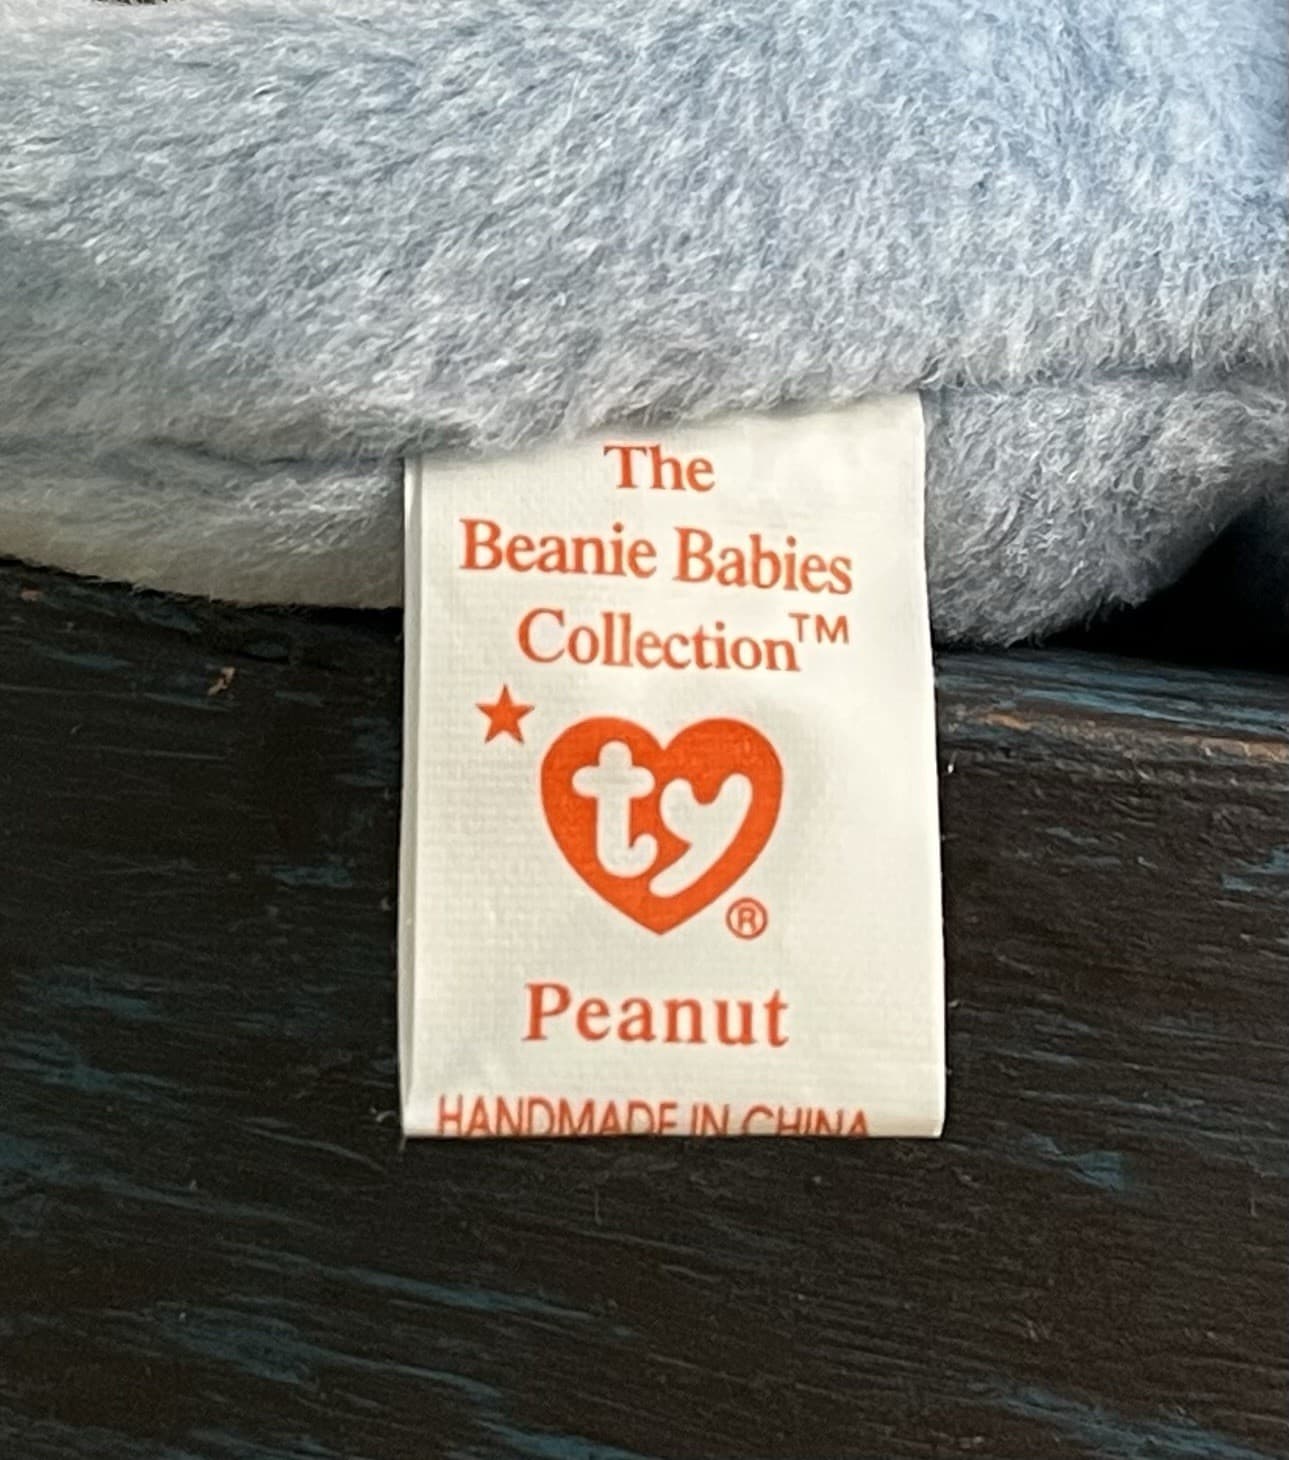 The
Beanie Babies
Collection™
ty®
Peanut
HANDMADE IN CHINA